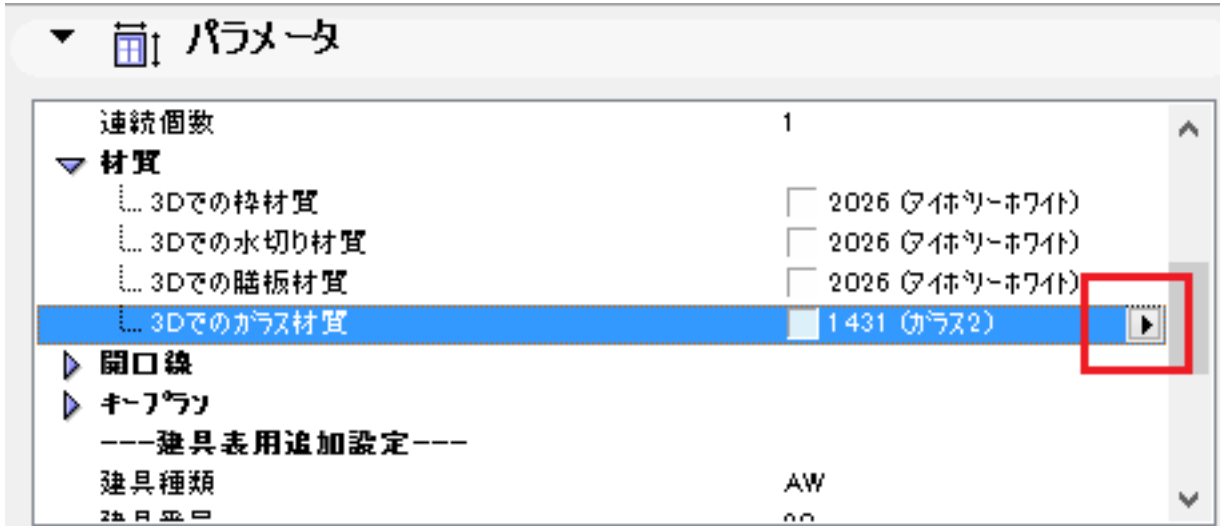 パラメータ
連続個数 1
材質
3Dでの枠材質 2026 (アイボリーホワイト)
3Dでの水切り材質 2026 (アイボリーホワイト)
3Dでの膳板材質 2026 (アイボリーホワイト)
3Dでのガラス材質 1431 (ガラス2)
開口線
キープラン
---建具表用追加設定---
建具種類 AW